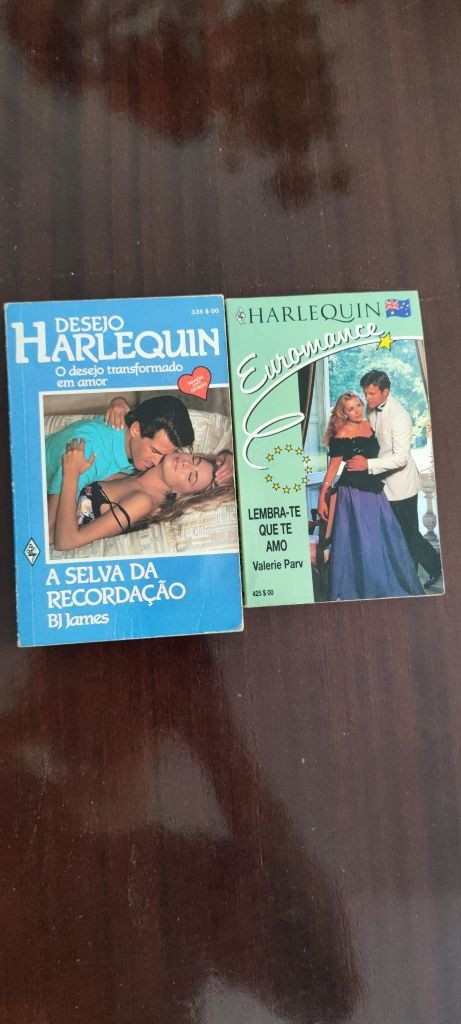 335 $ 00
DESEJO
HARLEQUIN
O desejo transformado
em amor
A SELVA DA
RECORDAÇÃO
BJ James
HARLEQUIN
Euromance
LEMBRA-TE
QUE TE
AMO
Valerie Parv
425 $ 00